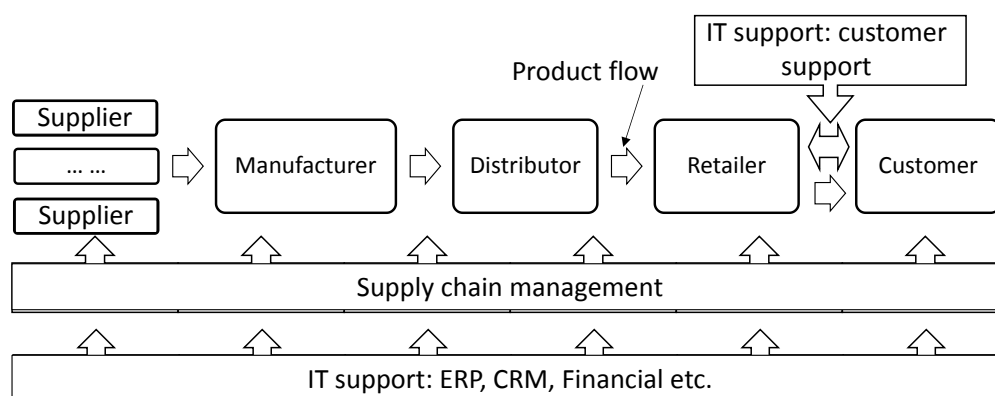 IT support: customer
support
Product flow
Supplier
... ...
Supplier
Manufacturer
Distributor
Retailer
Customer
Supply chain management
IT support: ERP, CRM, Financial etc.